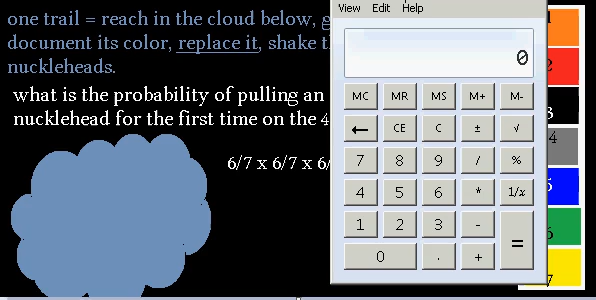 one trail = reach in the cloud below, g
document its color, replace it, shake t
nuckleheads.
what is the probability of pulling an
nucklehead for the first time on the 4
6/7 x 6/7 x 6/
View Edit Help
0
MC MR MS M+ M-
← CE C ± √
7 8 9 / %
4 5 6 * 1/x
1 2 3 - =
0 . +
1
2
3
4
5
6
7